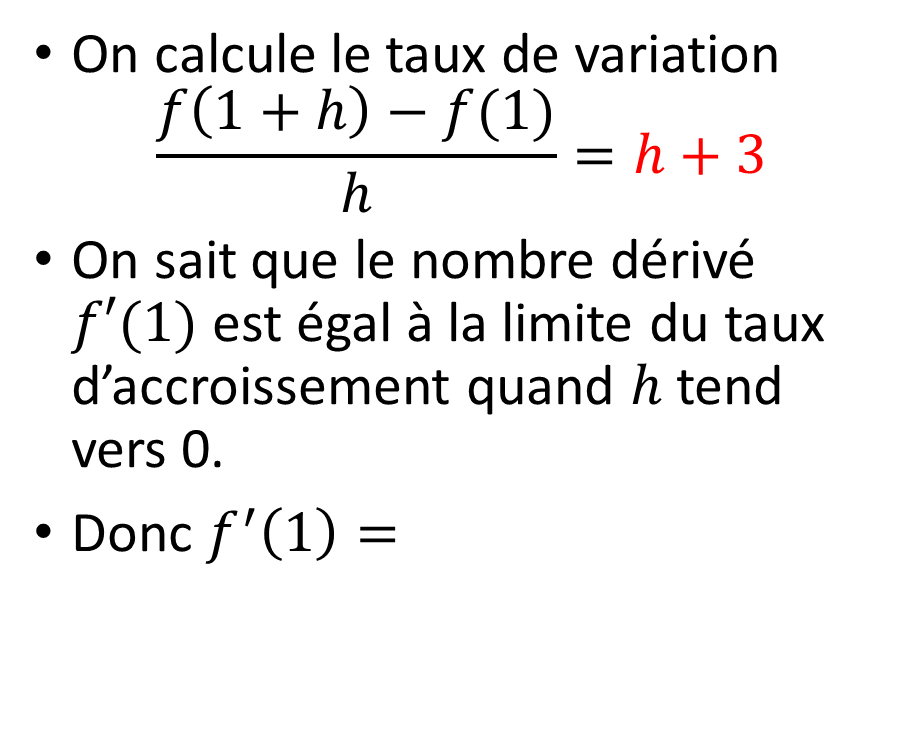 • On calcule le taux de variation
f(1 + h) − f(1)
= h + 3
h
• On sait que le nombre dérivé
f′(1) est égal à la limite du taux
d’accroissement quand h tend
vers 0.
• Donc f′(1) =